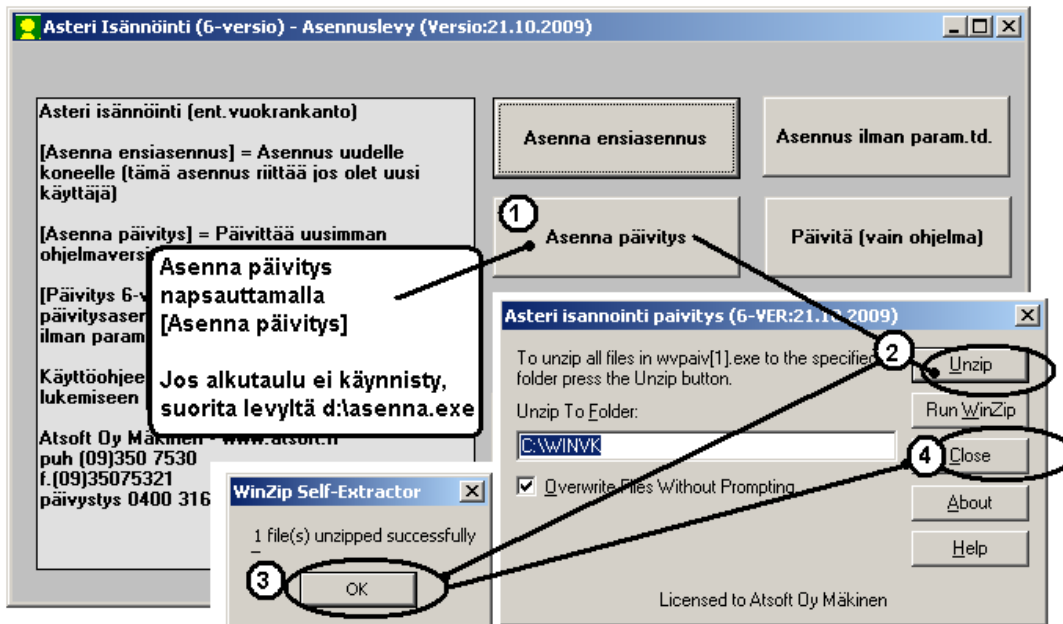 Asteri Isännöinti (6-versio) - Asennuslevy (Versio:21.10.2009)
Asteri isännöinti (ent.vuokrankanto)
[Asenna ensiasennus] = Asennus uudelle
koneelle (tämä asennus riittää jos olet uusi
käyttäjä)
[Asenna päivitys] = Päivittää uusimman
ohjelmaversi
[Päivitys 6-v
päivitysaser
ilman param
Käyttöohjee
lukemiseen
Atsoft Oy Mäkinen - www.atsoft.fi
puh (09)350 7530
f.(09)35075321
päivystys 0400 316
Asenna ensiasennus
Asennus ilman param.td.
1
Asenna päivitys
Päivitä (vain ohjelma)
Asenna päivitys
napsauttamalla
[Asenna päivitys]
Jos alkutaulu ei käynnisty,
suorita levyltä d:\asenna.exe
Asteri isannointi paivitys (6-VER:21.10.2009)
To unzip all files in wvpaiv[1].exe to the specified
folder press the Unzip button.
2
Unzip
Unzip To Folder:
Run WinZip
C:\WINVK
4
Close
Overwrite Files Without Prompting
About
Help
Licensed to Atsoft Oy Mäkinen
WinZip Self-Extractor
1 file(s) unzipped successfully
3
OK